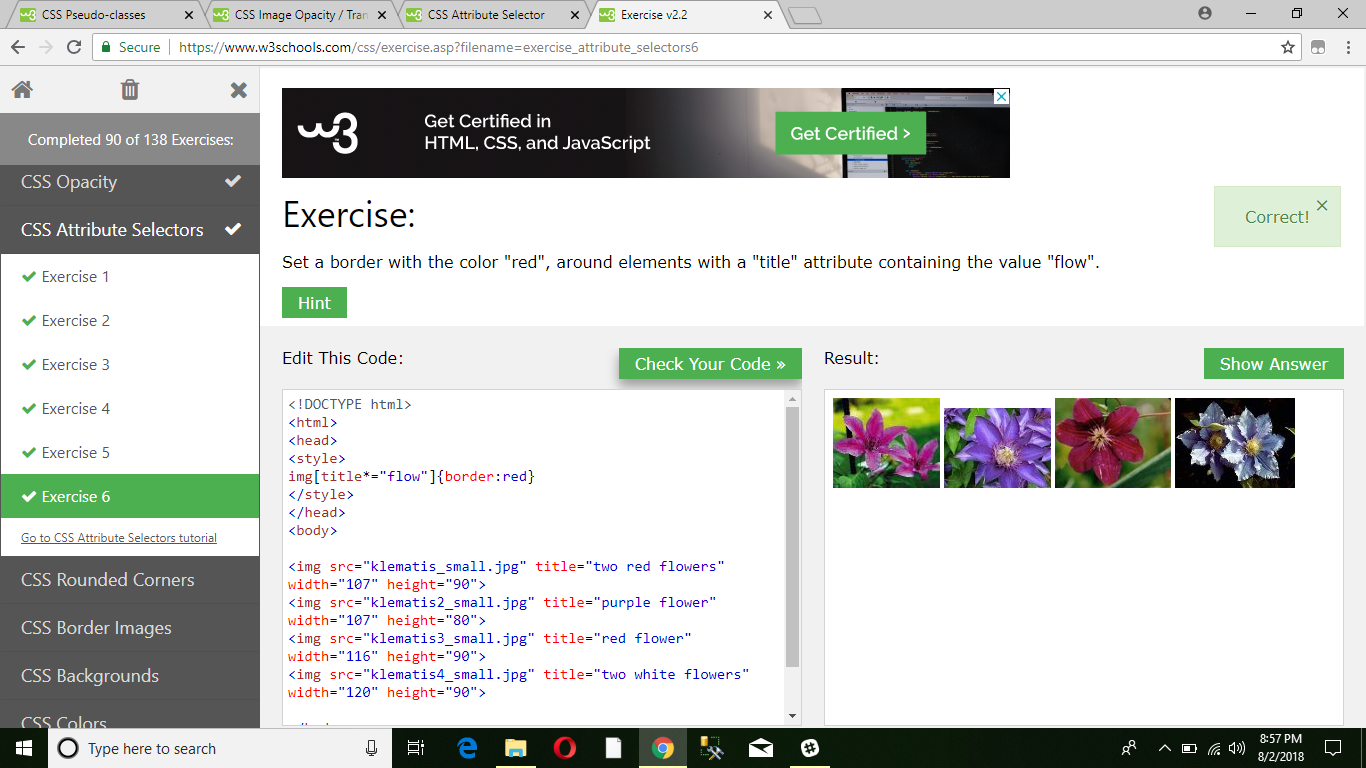 CSS Pseudo-classes
CSS Image Opacity / Tran
CSS Attribute Selector
Exercise v2.2
Secure
https://www.w3schools.com/css/exercise.asp?filename=exercise_attribute_selectors6
Completed 90 of 138 Exercises:
CSS Opacity
CSS Attribute Selectors
Exercise 1
Exercise 2
Exercise 3
Exercise 4
Exercise 5
Exercise 6
Go to CSS Attribute Selectors tutorial
CSS Rounded Corners
CSS Border Images
CSS Backgrounds
CSS Colors
w3
Get Certified in
HTML, CSS, and JavaScript
Get Certified >
Exercise:
Correct!
Set a border with the color "red", around elements with a "title" attribute containing the value "flow".
Hint
Edit This Code:
Check Your Code »
<!DOCTYPE html>
<html>
<head>
<style>
img[title*="flow"]{border:red}
</style>
</head>
<body>
<img src="klematis_small.jpg" title="two red flowers"
width="107" height="90">
<img src="klematis2_small.jpg" title="purple flower"
width="107" height="80">
<img src="klematis3_small.jpg" title="red flower"
width="116" height="90">
<img src="klematis4_small.jpg" title="two white flowers"
width="120" height="90">
Result:
Show Answer
Type here to search
8:57 PM
8/2/2018